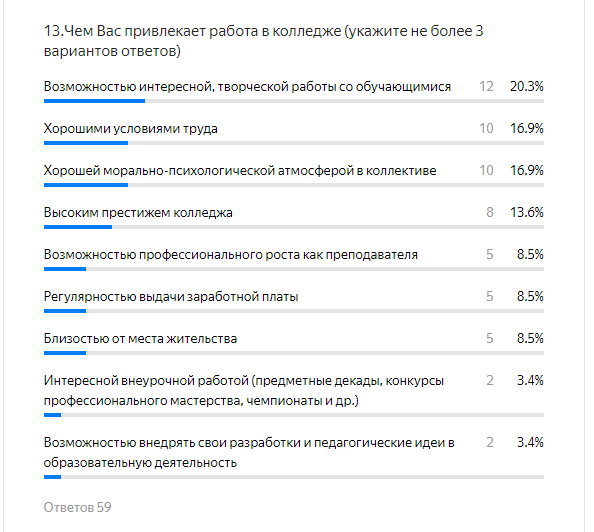 13.Чем Вас привлекает работа в колледже (укажите не более 3
вариантов ответов)
Возможностью интересной, творческой работы со обучающимися 12 20.3%
Хорошими условиями труда 10 16.9%
Хорошей морально-психологической атмосферой в коллективе 10 16.9%
Высоким престижем колледжа 8 13.6%
Возможностью профессионального роста как преподавателя 5 8.5%
Регулярностью выдачи заработной платы 5 8.5%
Близостью от места жительства 5 8.5%
Интересной внеурочной работой (предметные декады, конкурсы 2 3.4%
профессионального мастерства, чемпионаты и др.)
Возможностью внедрять свои разработки и педагогические идеи в 2 3.4%
образовательную деятельность
Ответов 59